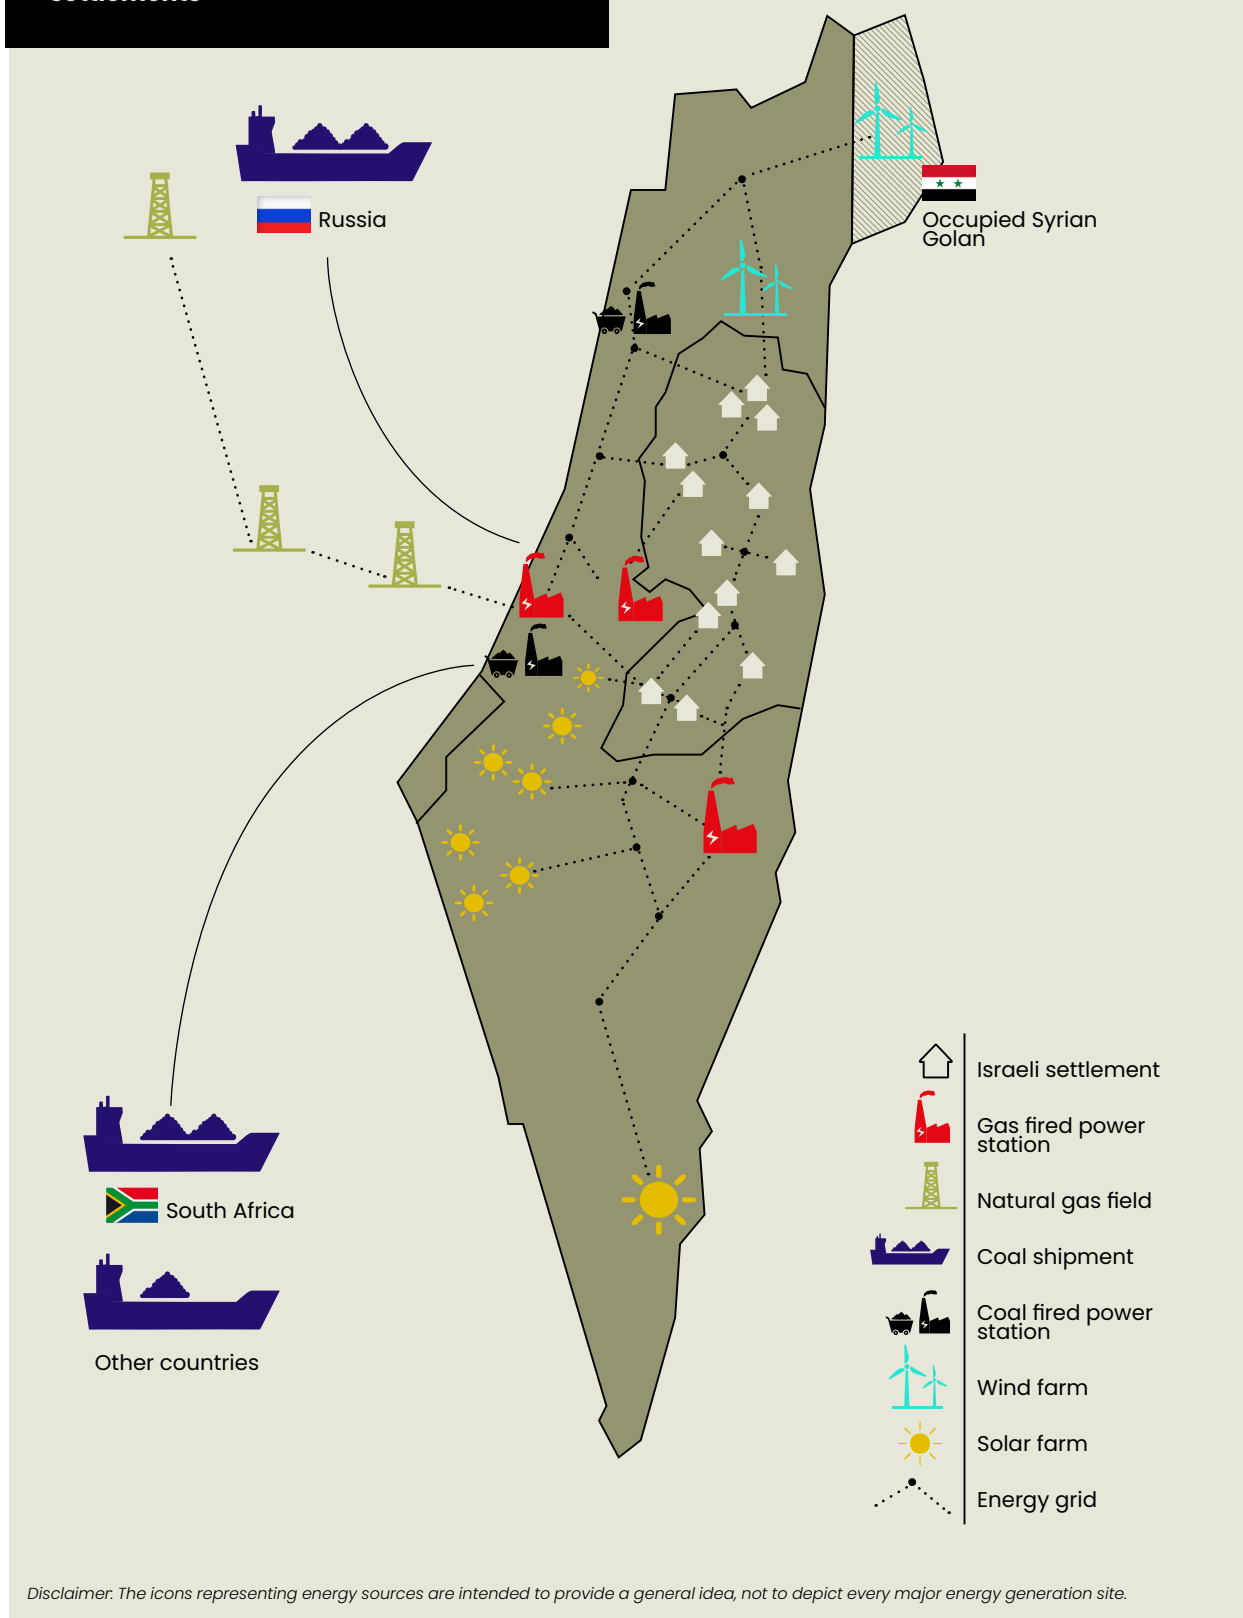 Russia
Occupied Syrian
Golan
Israeli settlement
Gas fired power
station
Natural gas field
Coal shipment
South Africa
Coal fired power
station
Other countries
Wind farm
Solar farm
Energy grid
Disclaimer: The icons representing energy sources are intended to provide a general idea, not to depict every major energy generation site.